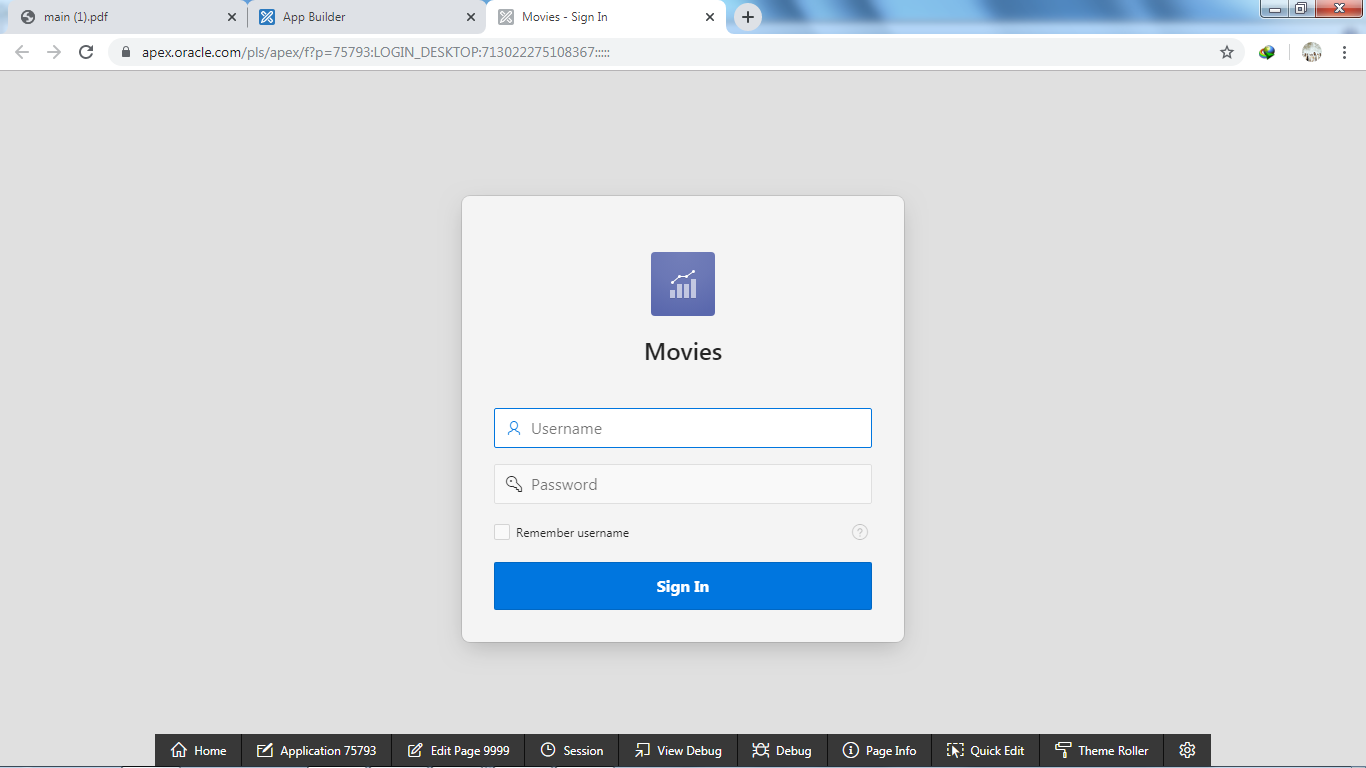 main (1).pdf
App Builder
Movies - Sign In
apex.oracle.com/pls/apex/f?p=75793:LOGIN_DESKTOP:713022275108367:::::
Movies
Username
Password
Remember username
?
Sign In
Home
Application 75793
Edit Page 9999
Session
View Debug
Debug
Page Info
Quick Edit
Theme Roller